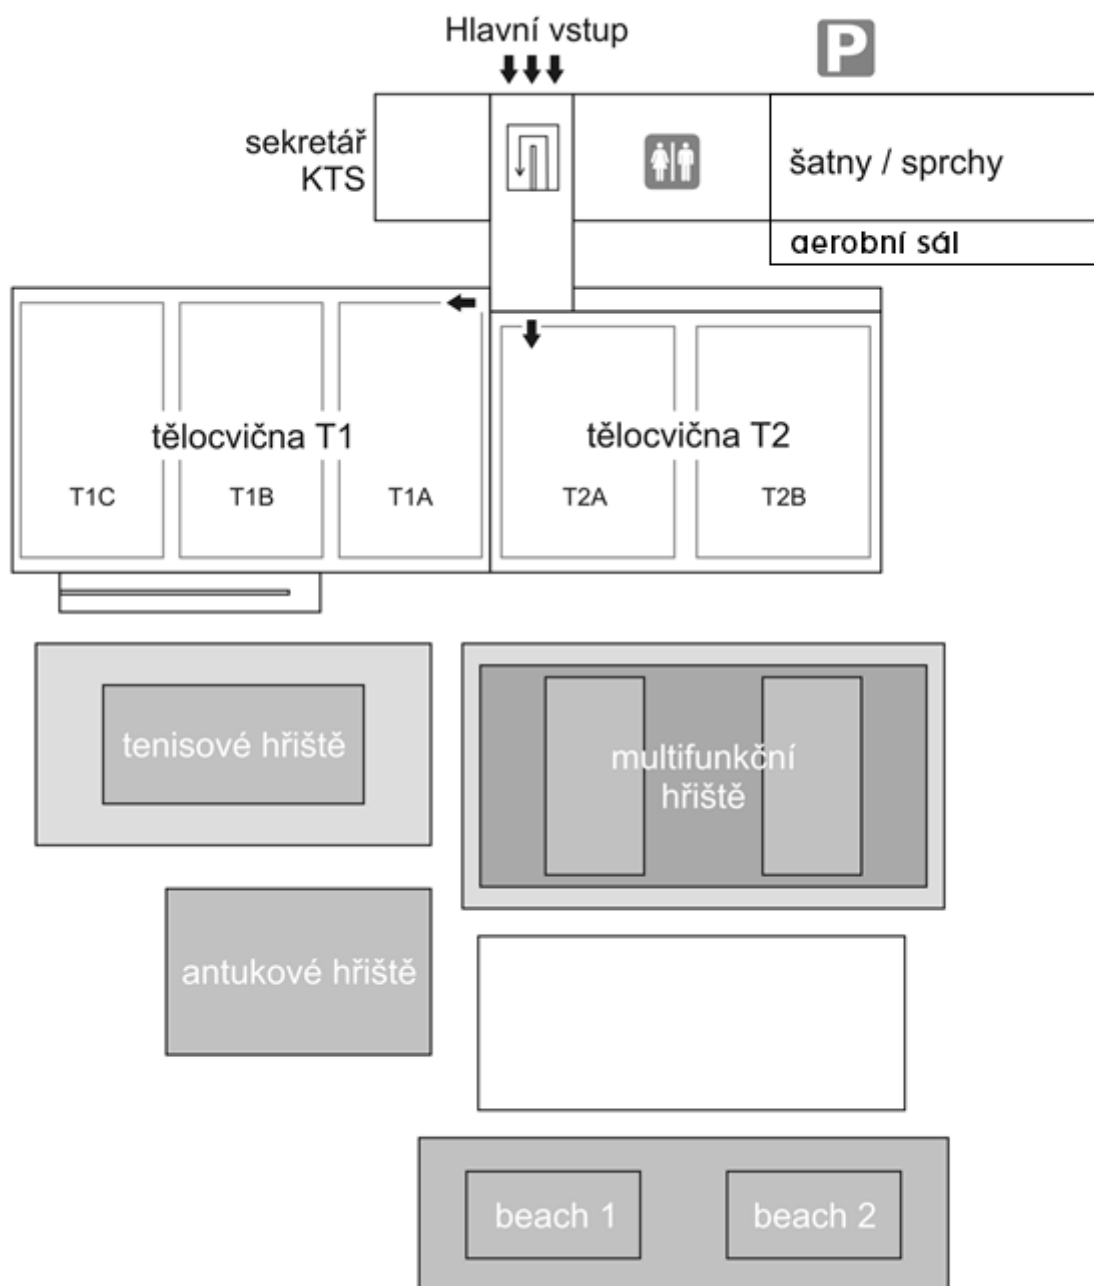 Hlavní vstup
P
sekretář
KTS
šatny / sprchy
aerobní sál
tělocvična T1
tělocvična T2
T1C
T1B
T1A
T2A
T2B
tenisové hřiště
multifunkční
hřiště
antukové hřiště
beach 1
beach 2